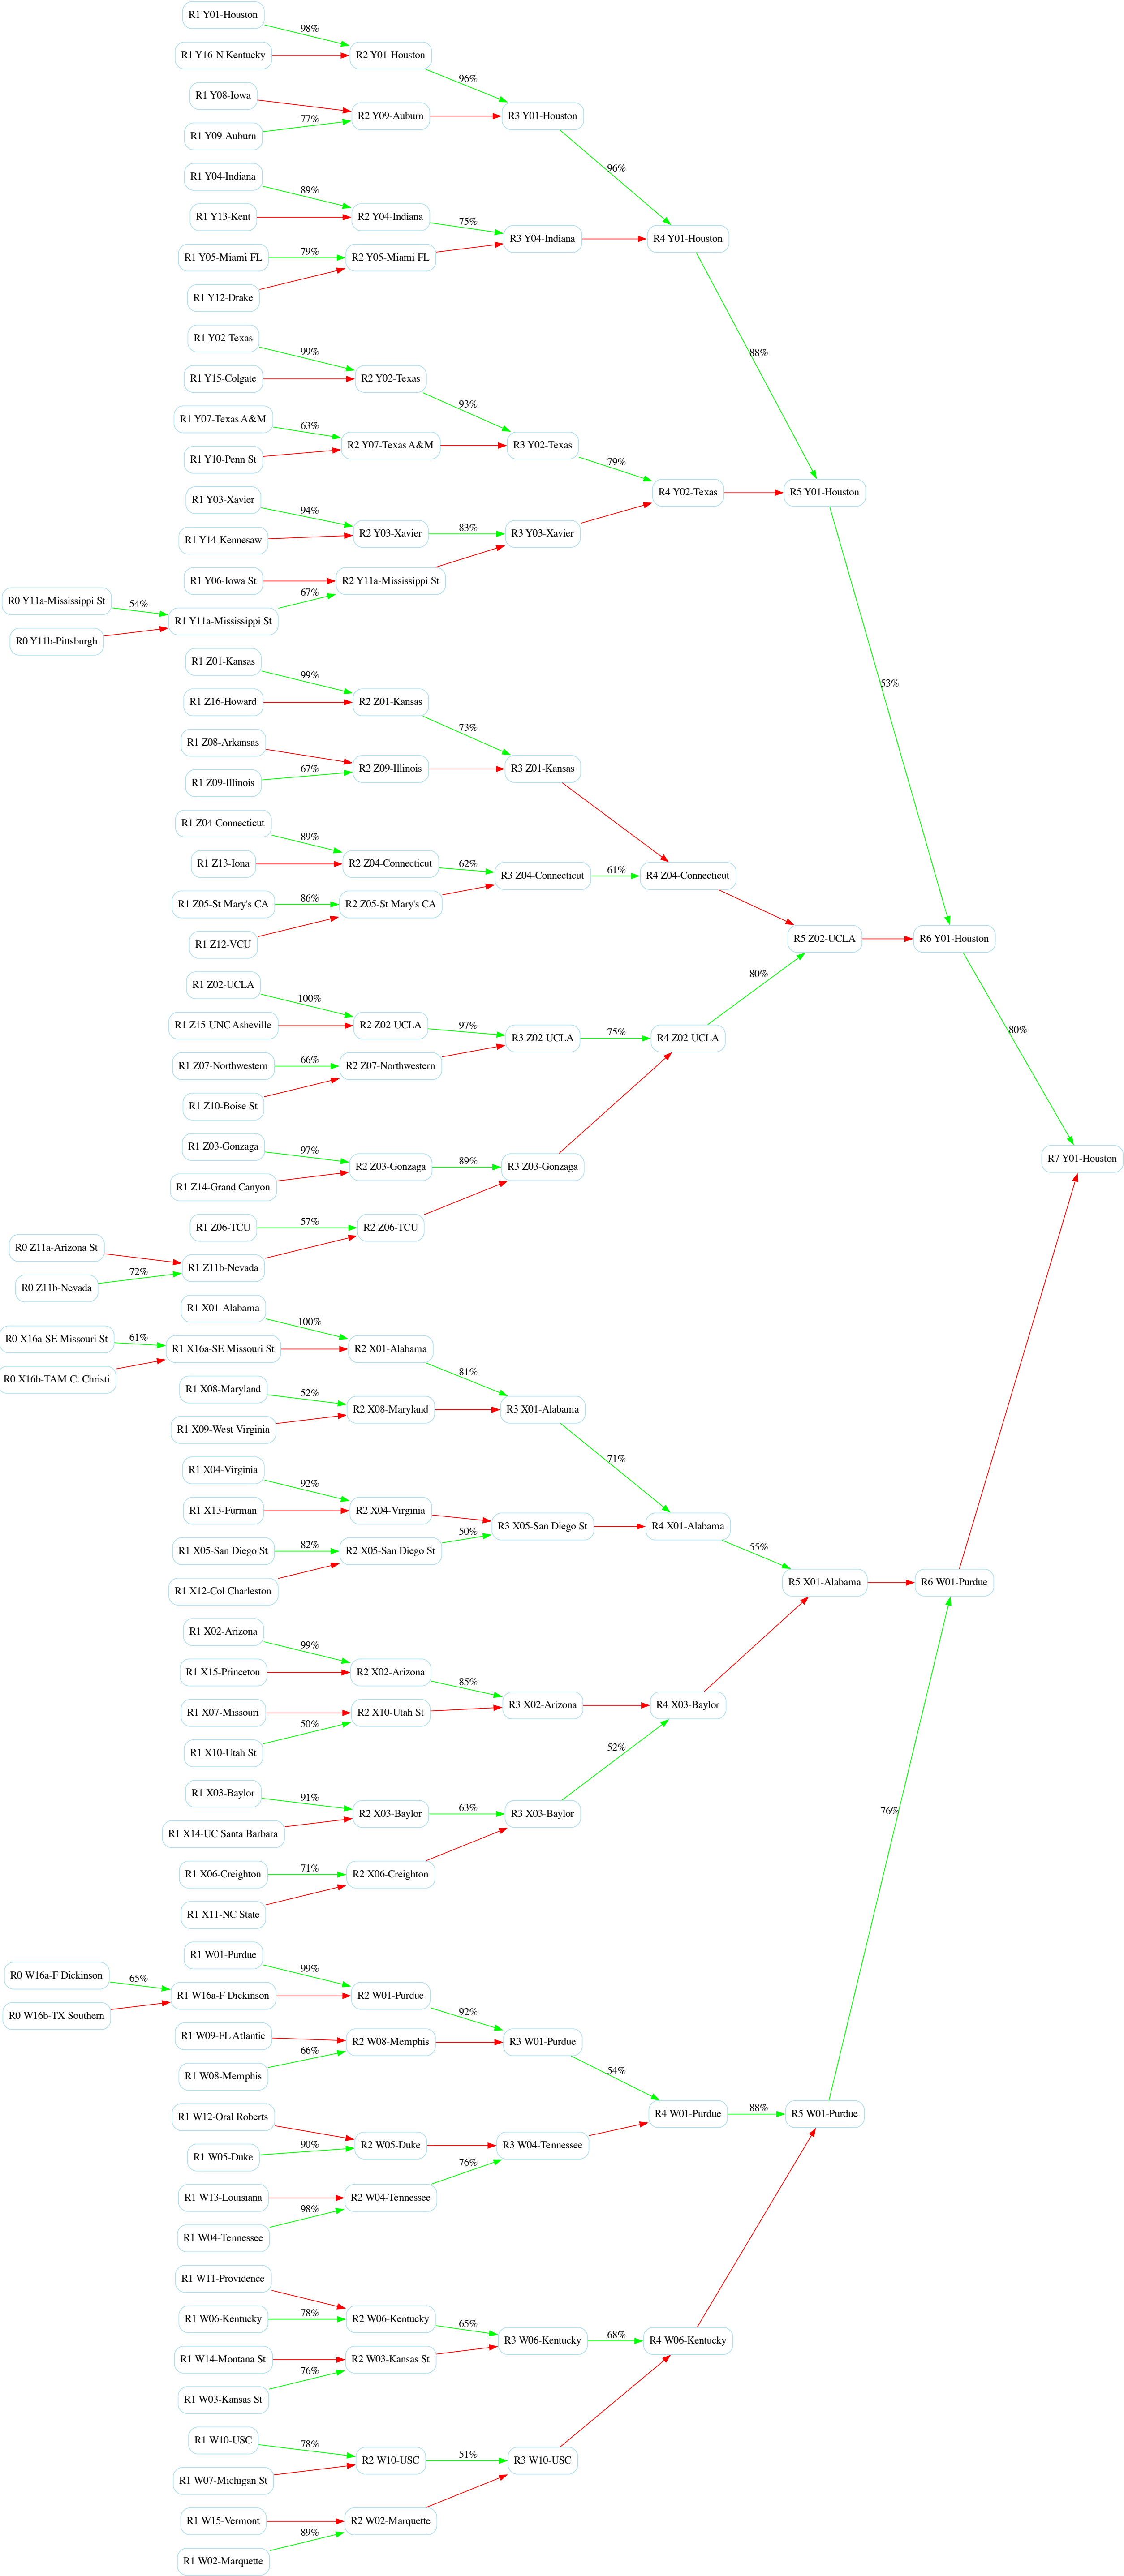 R1 Y01-Houston
98%
R1 Y16-N Kentucky
R2 Y01-Houston
96%
R1 Y08-Iowa
R2 Y09-Auburn
R3 Y01-Houston
77%
R1 Y09-Auburn
96%
R1 Y04-Indiana
89%
R1 Y13-Kent
R2 Y04-Indiana
75%
R3 Y04-Indiana
R4 Y01-Houston
R1 Y05-Miami FL
79%
R2 Y05-Miami FL
R1 Y12-Drake
R1 Y02-Texas
99%
88%
R1 Y15-Colgate
R2 Y02-Texas
93%
R1 Y07-Texas A&M
63%
R2 Y07-Texas A&M
R3 Y02-Texas
R1 Y10-Penn St
79%
R4 Y02-Texas
R5 Y01-Houston
R1 Y03-Xavier
94%
R1 Y14-Kennesaw
R2 Y03-Xavier
83%
R3 Y03-Xavier
R1 Y06-Iowa St
R2 Y11a-Mississippi St
R0 Y11a-Mississippi St
54%
67%
R1 Y11a-Mississippi St
R0 Y11b-Pittsburgh
R1 Z01-Kansas
99%
53%
R1 Z16-Howard
R2 Z01-Kansas
73%
R1 Z08-Arkansas
R2 Z09-Illinois
R3 Z01-Kansas
67%
R1 Z09-Illinois
R1 Z04-Connecticut
89%
R1 Z13-Iona
R2 Z04-Connecticut
62%
R3 Z04-Connecticut
61%
R4 Z04-Connecticut
R1 Z05-St Mary's CA
86%
R2 Z05-St Mary's CA
R1 Z12-VCU
R5 Z02-UCLA
R6 Y01-Houston
R1 Z02-UCLA
100%
80%
R1 Z15-UNC Asheville
R2 Z02-UCLA
97%
R3 Z02-UCLA
75%
R4 Z02-UCLA
80%
R1 Z07-Northwestern
66%
R2 Z07-Northwestern
R1 Z10-Boise St
R1 Z03-Gonzaga
97%
R1 Z14-Grand Canyon
R2 Z03-Gonzaga
89%
R3 Z03-Gonzaga
R7 Y01-Houston
R1 Z06-TCU
57%
R2 Z06-TCU
R0 Z11a-Arizona St
R1 Z11b-Nevada
72%
R0 Z11b-Nevada
R1 X01-Alabama
100%
R0 X16a-SE Missouri St
61%
R1 X16a-SE Missouri St
R2 X01-Alabama
R0 X16b-TAM C. Christi
81%
R1 X08-Maryland
52%
R2 X08-Maryland
R3 X01-Alabama
R1 X09-West Virginia
71%
R1 X04-Virginia
92%
R1 X13-Furman
R2 X04-Virginia
R3 X05-San Diego St
R4 X01-Alabama
50%
R1 X05-San Diego St
82%
R2 X05-San Diego St
55%
R1 X12-Col Charleston
R5 X01-Alabama
R6 W01-Purdue
R1 X02-Arizona
99%
R1 X15-Princeton
R2 X02-Arizona
85%
R3 X02-Arizona
R4 X03-Baylor
R1 X07-Missouri
R2 X10-Utah St
50%
R1 X10-Utah St
52%
R1 X03-Baylor
91%
R1 X14-UC Santa Barbara
R2 X03-Baylor
63%
R3 X03-Baylor
76%
R1 X06-Creighton
71%
R2 X06-Creighton
R1 X11-NC State
R1 W01-Purdue
99%
R0 W16a-F Dickinson
65%
R1 W16a-F Dickinson
R2 W01-Purdue
R0 W16b-TX Southern
92%
R1 W09-FL Atlantic
R2 W08-Memphis
R3 W01-Purdue
66%
R1 W08-Memphis
54%
R1 W12-Oral Roberts
R4 W01-Purdue
88%
R5 W01-Purdue
R1 W05-Duke
90%
R2 W05-Duke
R3 W04-Tennessee
76%
R1 W13-Louisiana
R2 W04-Tennessee
98%
R1 W04-Tennessee
R1 W11-Providence
R1 W06-Kentucky
78%
R2 W06-Kentucky
65%
R3 W06-Kentucky
68%
R4 W06-Kentucky
R1 W14-Montana St
R2 W03-Kansas St
76%
R1 W03-Kansas St
R1 W10-USC
78%
R2 W10-USC
51%
R3 W10-USC
R1 W07-Michigan St
R1 W15-Vermont
R2 W02-Marquette
89%
R1 W02-Marquette